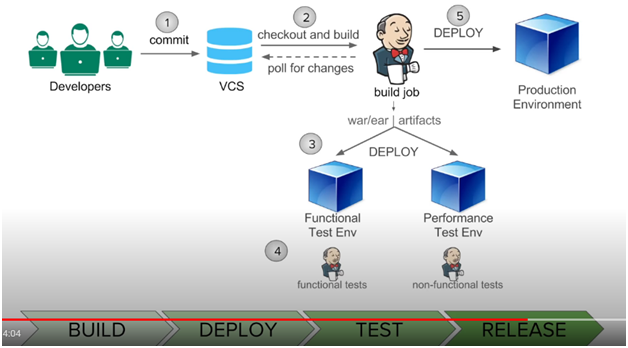 1
commit
Developers
VCS
2
checkout and build
poll for changes
build job
5
DEPLOY
Production
Environment
war/ear | artifacts
3
DEPLOY
Functional
Test Env
Performance
Test Env
4
functional tests
non-functional tests
4:04
BUILD
DEPLOY
TEST
RELEASE